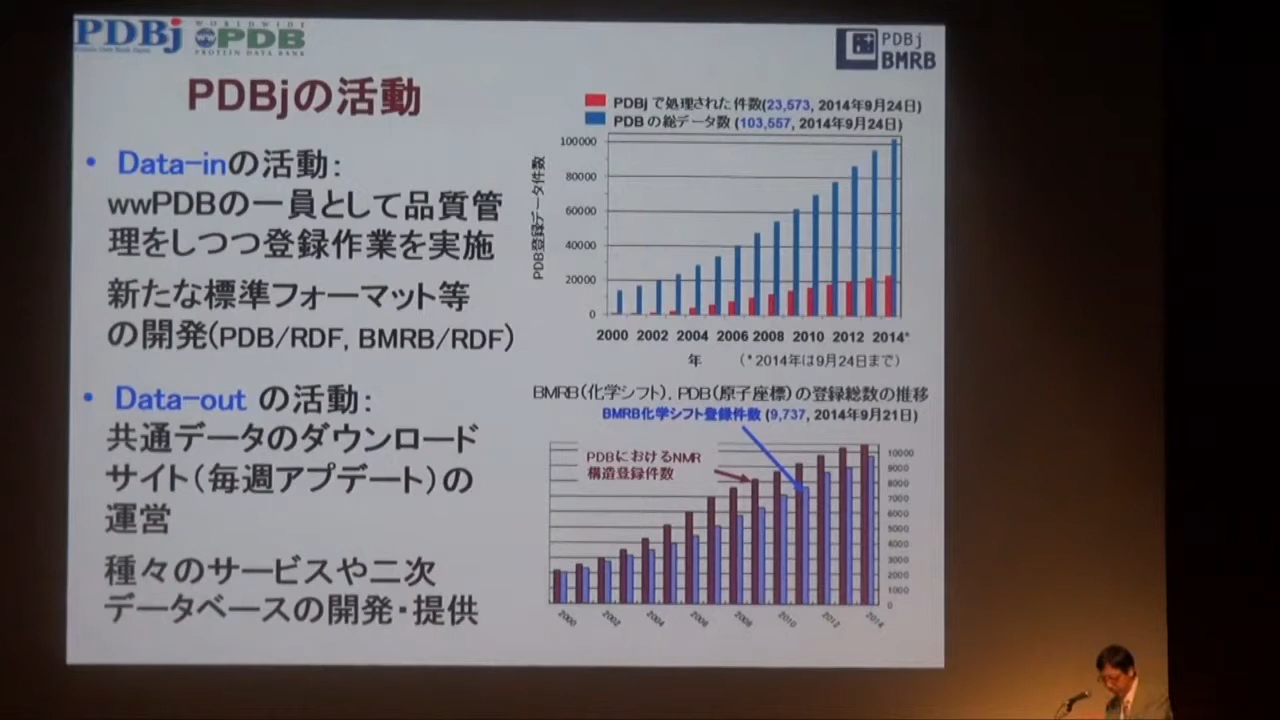 PDBj
WORLDWIDE
PDB
PROTEIN DATA BANK
PDBj
BMRB
PDBjの活動
• Data-inの活動：
wwPDBの一員として品質管
理をしつつ登録作業を実施
新たな標準フォーマット等
の開発(PDB/RDF, BMRB/RDF)
• Data-out の活動：
共通データのダウンロード
サイト（毎週アプデート）の
運営
種々のサービスや二次
データベースの開発・提供
PDBj で処理された件数(23,573, 2014年9月24日)
PDB の総データ数 (103,557, 2014年9月24日)
PDB登録データ件数
100000
80000
60000
40000
20000
0
2000 2002 2004 2006 2008 2010 2012 2014*
年 （*2014年は9月24日まで）
BMRB(化学シフト), PDB(原子座標)の登録総数の推移
BMRB化学シフト登録件数 (9,737, 2014年9月21日)
PDBにおけるNMR
構造登録件数
10000
9000
8000
7000
6000
5000
4000
3000
2000
1000
0
2000 2002 2004 2006 2008 2010 2012 2014